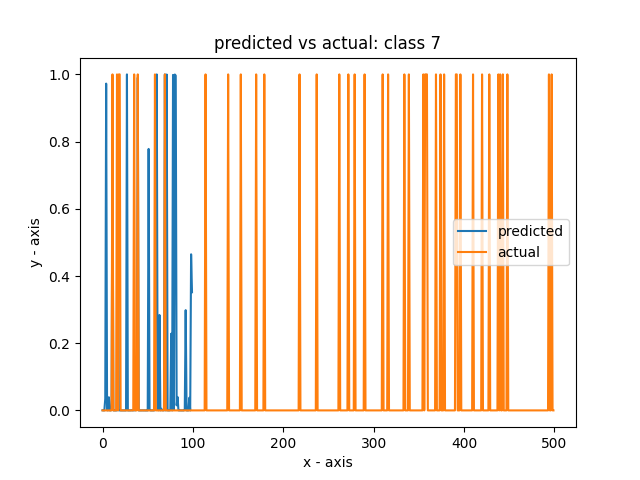 predicted vs actual: class 7
1.0
0.8
0.6
0.4
0.2
0.0
y - axis
predicted
actual
0 100 200 300 400 500
x - axis